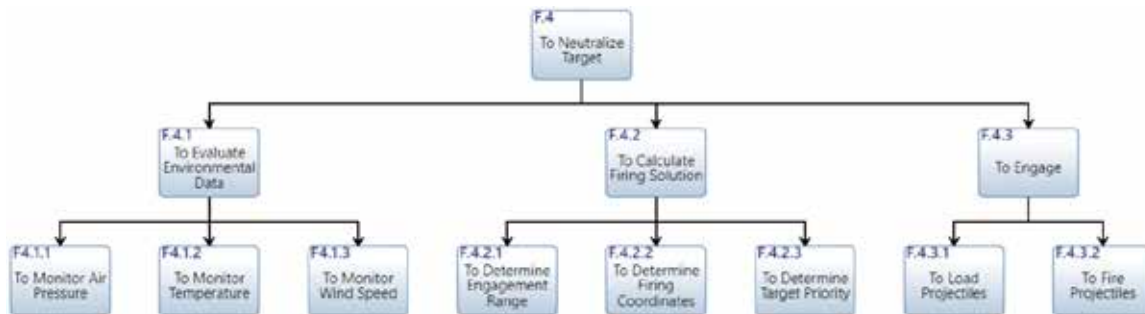 F.4
To Neutralize
Target
F.4.1
To Evaluate
Environmental
Data
F.4.2
To Calculate
Firing Solution
F.4.3
To Engage
F4.1.1
To Monitor Air
Pressure
F4.1.2
To Monitor
Temperature
F4.1.3
To Monitor
Wind Speed
F.4.2.1
To Determine
Engagement
Range
F.4.2.2
To Determine
Firing
Coordinates
F4.2.3
To Determine
Target Priority
F.4.3.1
To Load
Projectiles
F.4.3.2
To Fire
Projectiles